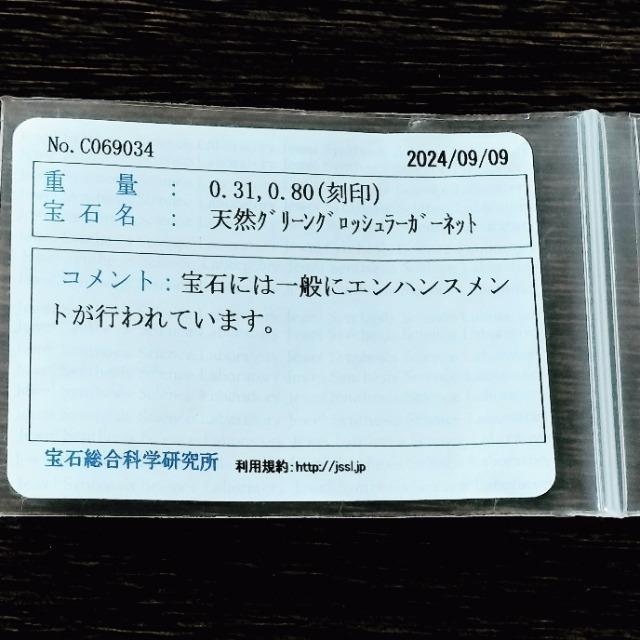 No.C069034
2024/09/09
重量: 0.31,0.80(刻印)
宝石名: 天然ｸﾞﾘｰﾝｸﾞﾛｯｼｭﾗｰｶﾞｰﾈｯﾄ
コメント:宝石には一般にエンハンスメン
トが行われています。
宝石総合科学研究所 利用規約:http://jssl.jp